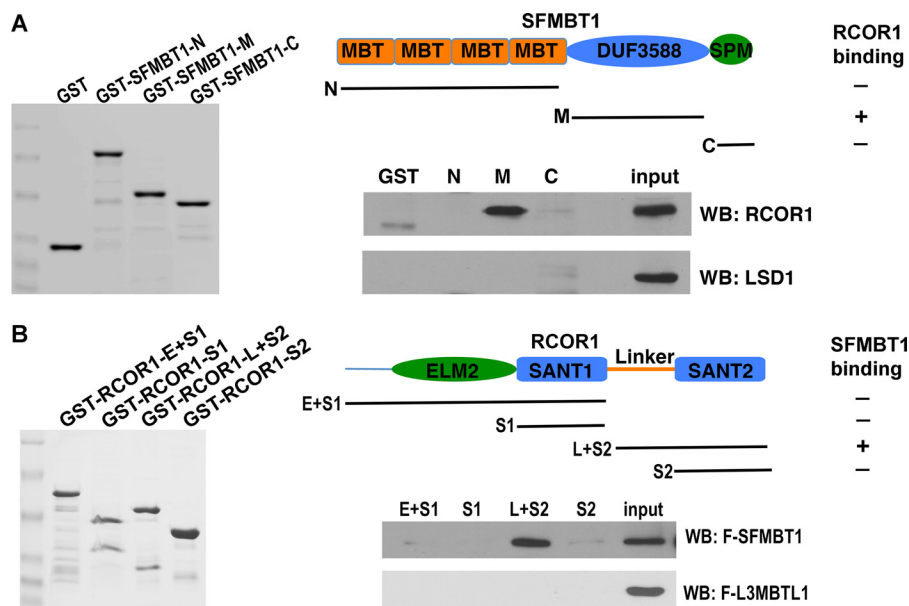 A
GST
GST-SFMBT1-N
GST-SFMBT1-M
GST-SFMBT1-C
SFMBT1
MBT MBT MBT MBT DUF3588 SPM
RCOR1
binding
N –
M +
C –
GST N M C input
WB: RCOR1
WB: LSD1
B
GST-RCOR1-E+S1
GST-RCOR1-S1
GST-RCOR1-L+S2
GST-RCOR1-S2
RCOR1
ELM2 SANT1 Linker SANT2
SFMBT1
binding
E+S1 –
S1 –
L+S2 +
S2 –
E+S1 S1 L+S2 S2 input
WB: F-SFMBT1
WB: F-L3MBTL1